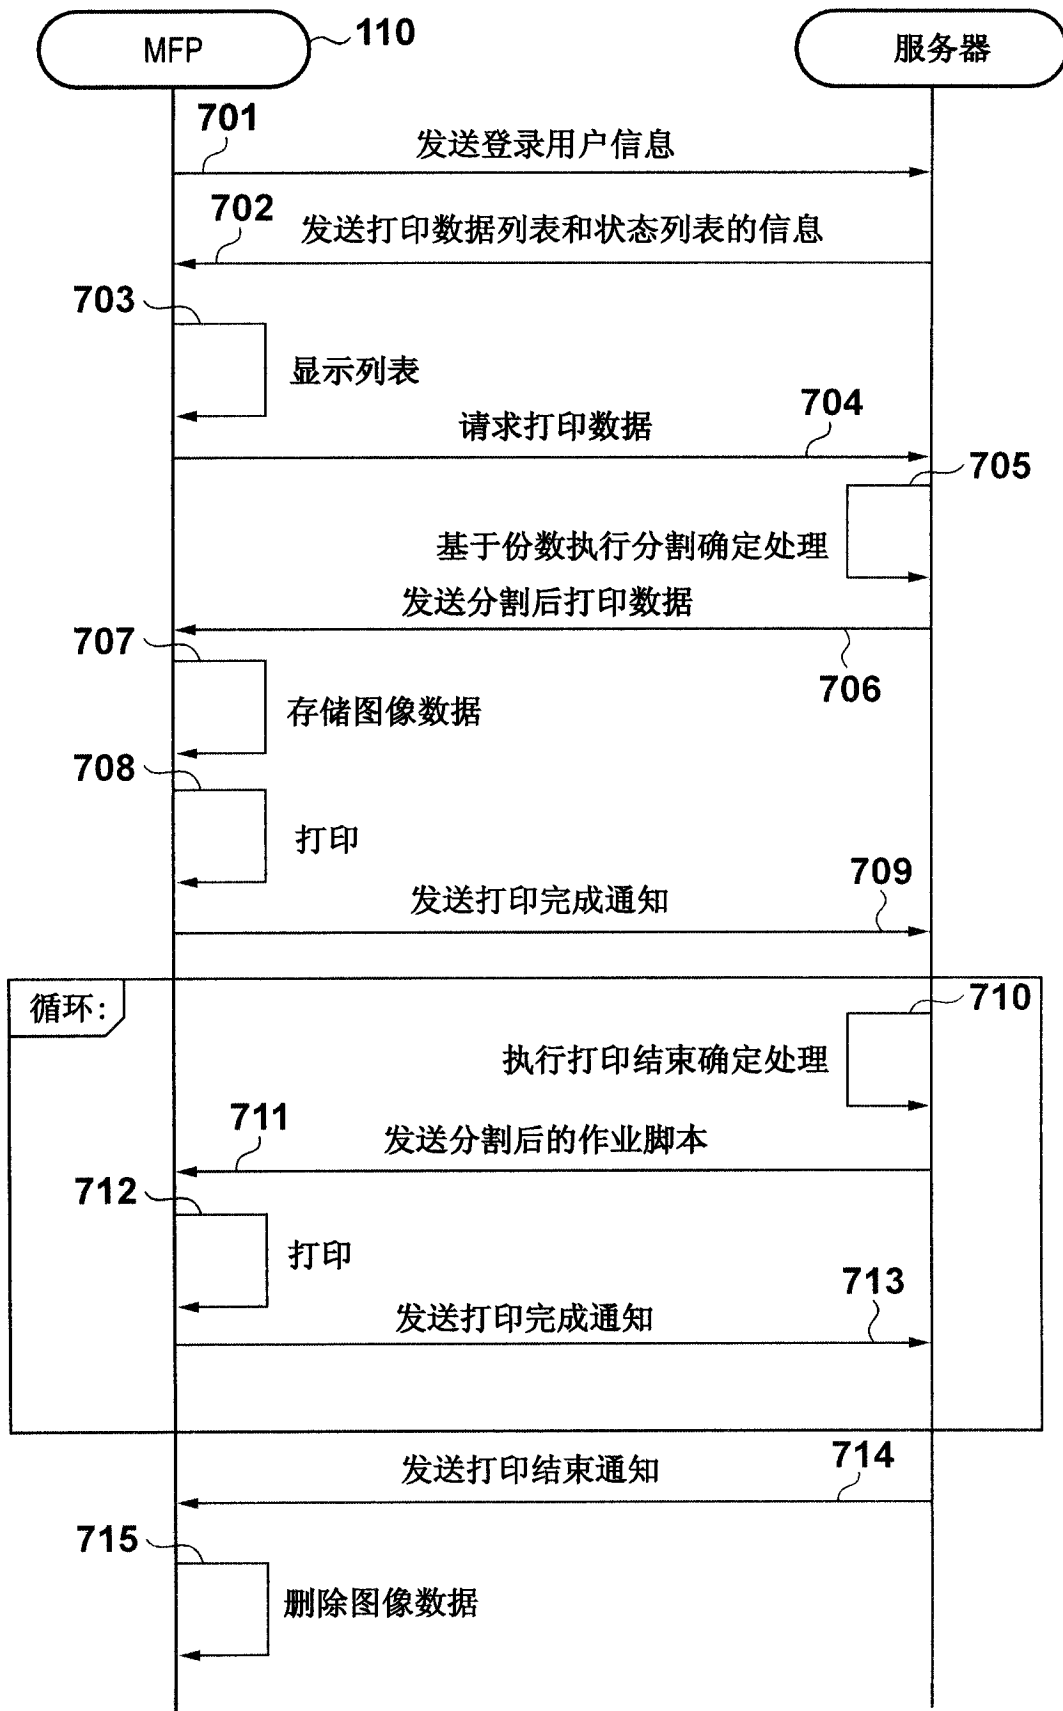 MFP
110
服务器
701
发送登录用户信息
702
发送打印数据列表和状态列表的信息
703
显示列表
请求打印数据
704
705
基于份数执行分割确定处理
发送分割后打印数据
706
707
存储图像数据
708
打印
发送打印完成通知
709
循环:
710
执行打印结束确定处理
711
发送分割后的作业脚本
712
打印
发送打印完成通知
713
发送打印结束通知
714
715
删除图像数据